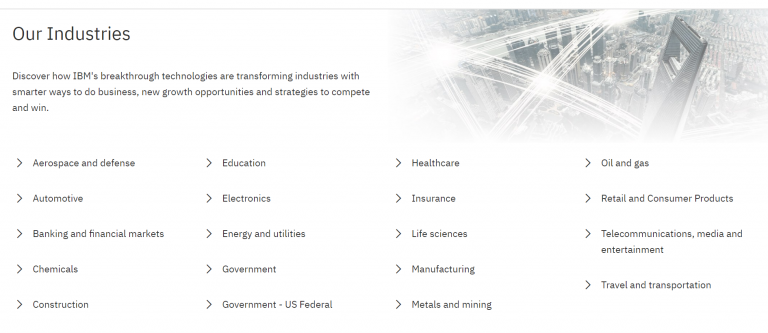 Our Industries
Discover how IBM's breakthrough technologies are transforming industries with
smarter ways to do business, new growth opportunities and strategies to compete
and win.
Aerospace and defense
Automotive
Banking and financial markets
Chemicals
Construction
Education
Electronics
Energy and utilities
Government
Government - US Federal
Healthcare
Insurance
Life sciences
Manufacturing
Metals and mining
Oil and gas
Retail and Consumer Products
Telecommunications, media and
entertainment
Travel and transportation